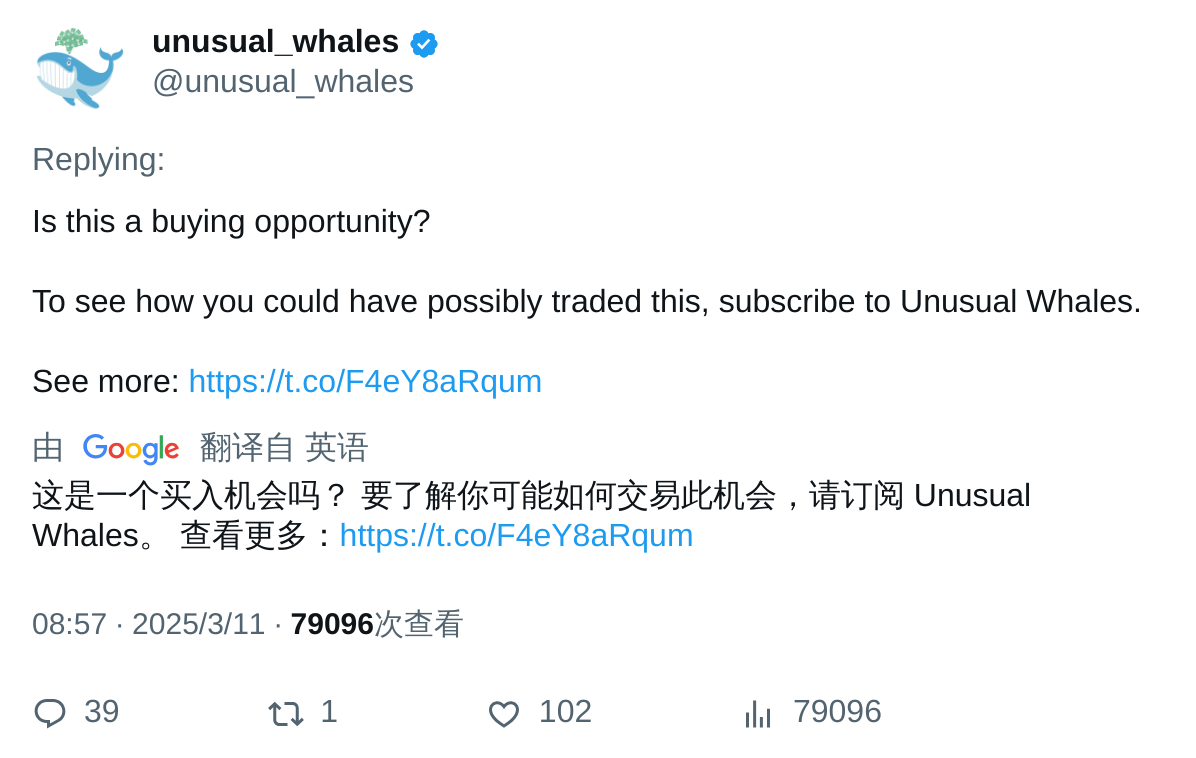 unusual_whales
@unusual_whales
Replying:
Is this a buying opportunity?
To see how you could have possibly traded this, subscribe to Unusual Whales.
See more: https://t.co/F4eY8aRqum
由 Google 翻译自 英语
这是一个买入机会吗？ 要了解你可能如何交易此机会，请订阅 Unusual
Whales。 查看更多：https://t.co/F4eY8aRqum
08:57 · 2025/3/11 · 79096次查看
39 1 102 79096